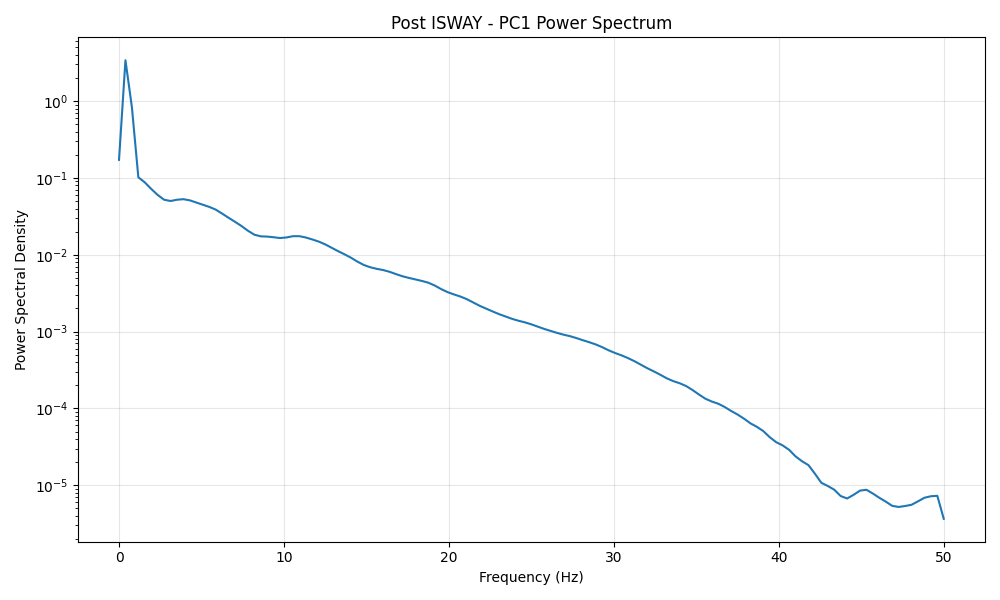 Post ISWAY - PC1 Power Spectrum
Power Spectral Density
10⁰
10⁻¹
10⁻²
10⁻³
10⁻⁴
10⁻⁵
0 10 20 30 40 50
Frequency (Hz)